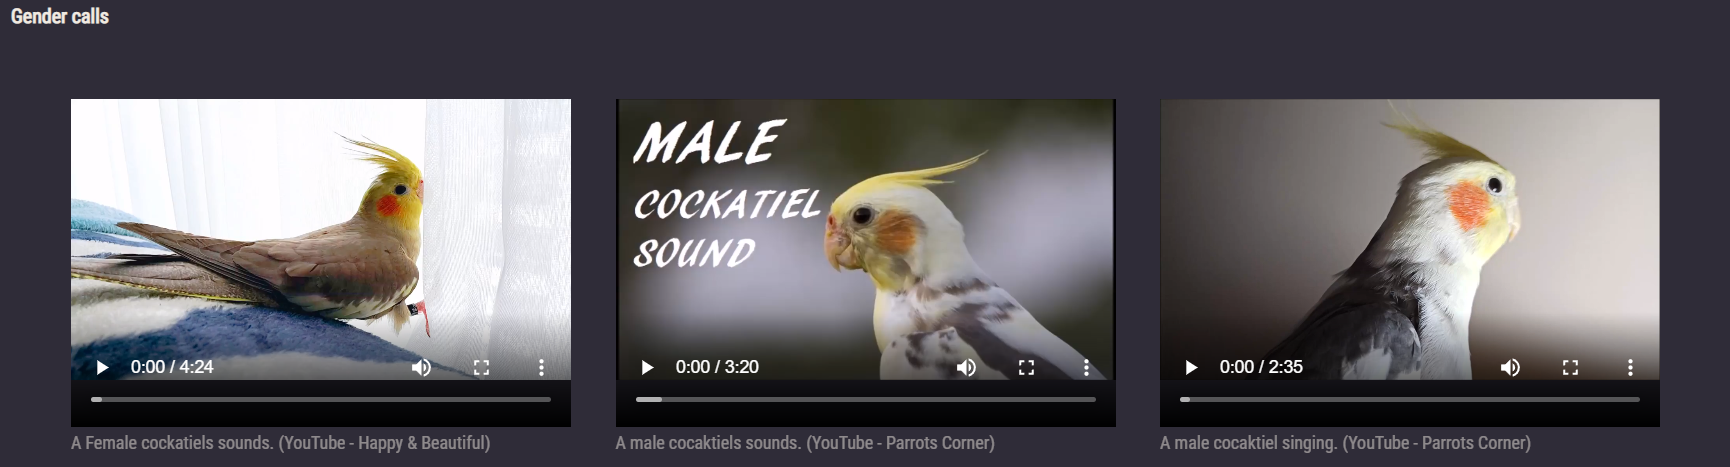 Gender calls
MALE
COCKATIEL
SOUND
0:00 / 4:24
0:00 / 3:20
0:00 / 2:35
A Female cockatiels sounds. (YouTube - Happy & Beautiful)
A male cocaktiels sounds. (YouTube - Parrots Corner)
A male cocaktiel singing. (YouTube - Parrots Corner)